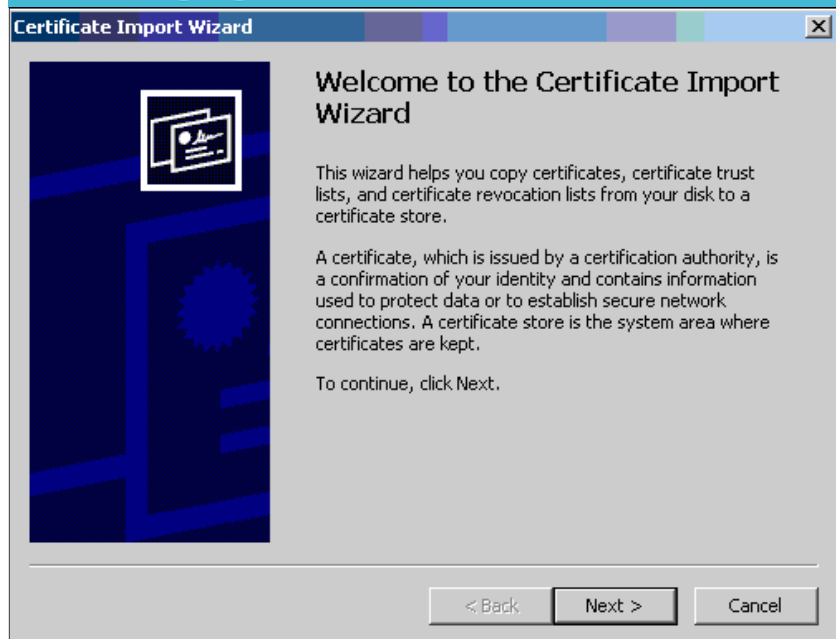 Certificate Import Wizard
Welcome to the Certificate Import
Wizard
This wizard helps you copy certificates, certificate trust
lists, and certificate revocation lists from your disk to a
certificate store.
A certificate, which is issued by a certification authority, is
a confirmation of your identity and contains information
used to protect data or to establish secure network
connections. A certificate store is the system area where
certificates are kept.
To continue, click Next.
< Back Next > Cancel